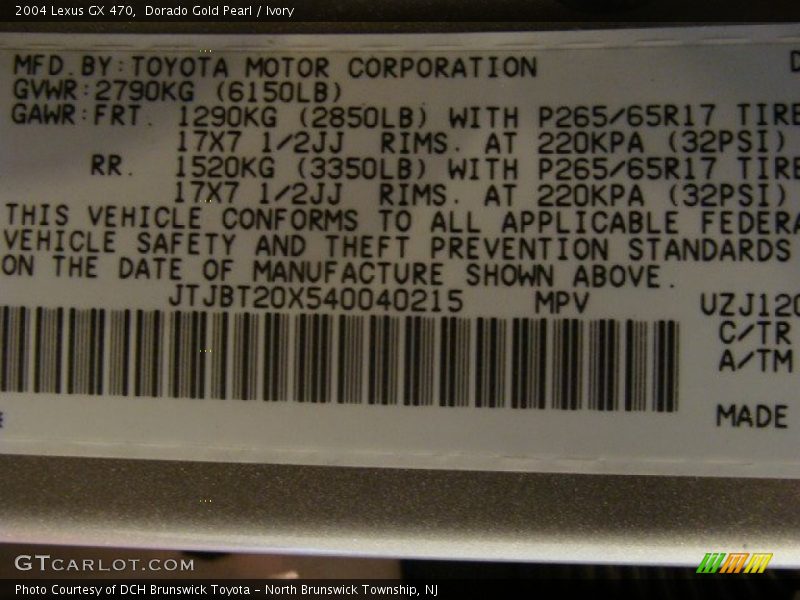 2004 Lexus GX 470, Dorado Gold Pearl / Ivory
MFD.BY:TOYOTA MOTOR CORPORATION
GVWR:2790KG (6150LB)
GAWR:FRT. 1290KG (2850LB) WITH P265/65R17 TIRE
17X7 1/2JJ RIMS. AT 220KPA (32PSI)
RR. 1520KG (3350LB) WITH P265/65R17 TIRE
17X7 1/2JJ RIMS. AT 220KPA (32PSI)
THIS VEHICLE CONFORMS TO ALL APPLICABLE FEDERA
VEHICLE SAFETY AND THEFT PREVENTION STANDARDS
ON THE DATE OF MANUFACTURE SHOWN ABOVE.
JTJBT20X540040215 MPV UZJ120
C/TR
A/TM
MADE
GTCARLOT.COM
Photo Courtesy of DCH Brunswick Toyota - North Brunswick Township, NJ